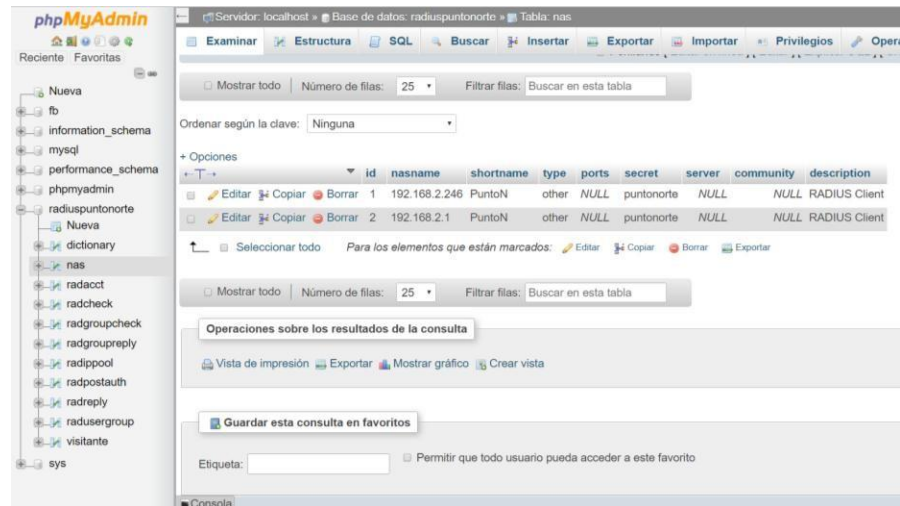 phpMyAdmin
Reciente Favoritas
Nueva
fb
information_schema
mysql
performance_schema
phpmyadmin
radiuspuntonorte
Nueva
dictionary
nas
radacct
radcheck
radgroupcheck
radgroupreply
radippool
radpostauth
radreply
radusergroup
visitante
sys
Servidor: localhost » Base de datos: radiuspuntonorte » Tabla: nas
Examinar Estructura SQL Buscar Insertar Exportar Importar Privilegios Opera
Mostrar todo Número de filas: 25 Filtrar filas: Buscar en esta tabla
Ordenar según la clave: Ninguna
+ Opciones
←T→ id nasname shortname type ports secret server community description
Editar Copiar Borrar 1 192.168.2.246 PuntoN other NULL puntonorte NULL NULL RADIUS Client
Editar Copiar Borrar 2 192.168.2.1 PuntoN other NULL puntonorte NULL NULL RADIUS Client
Seleccionar todo Para los elementos que están marcados: Editar Copiar Borrar Exportar
Mostrar todo Número de filas: 25 Filtrar filas: Buscar en esta tabla
Operaciones sobre los resultados de la consulta
Vista de impresión Exportar Mostrar gráfico Crear vista
Guardar esta consulta en favoritos
Etiqueta: Permitir que todo usuario pueda acceder a este favorito
Consola